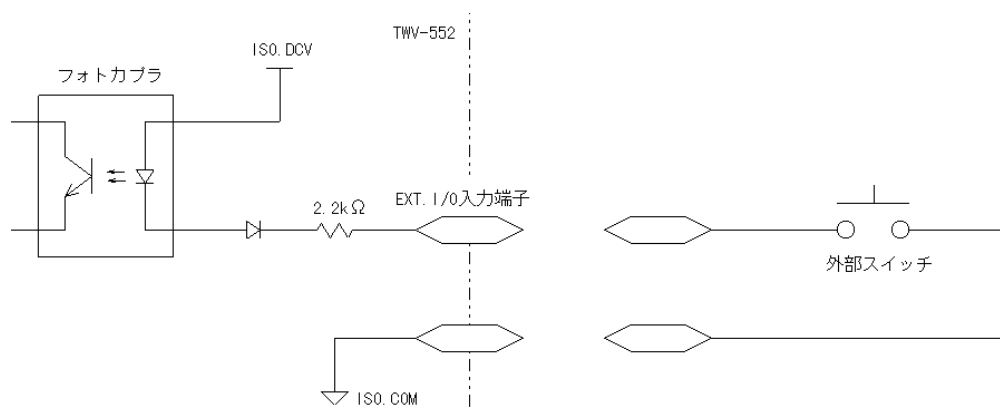 TWV-552
ISO.DCV
フォトカプラ
2.2kΩ
EXT.I/O入力端子
外部スイッチ
ISO.COM